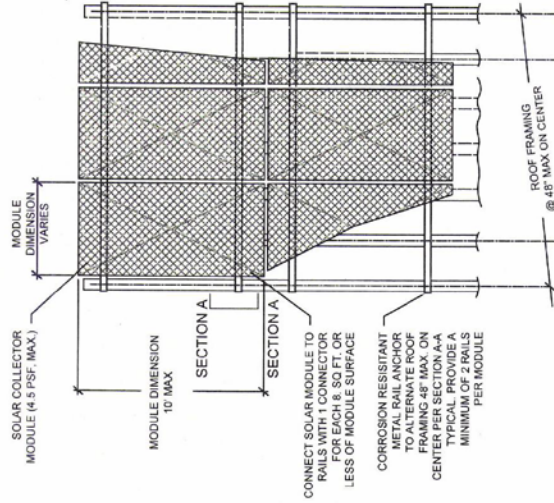 SOLAR COLLECTOR
MODULE (4.5 PSF, MAX.)
MODULE
DIMENSION
VARIES
MODULE DIMENSION
10' MAX
SECTION A
SECTION A
CONNECT SOLAR MODULE TO
RAILS WITH 1 CONNECTOR
FOR EACH 8. SQ FT. OR
LESS OF MODULE SURFACE
CORROSION RESISITANT
METAL RAIL ANCHOR
TO ALTERNATE ROOF
FRAMING 48" MAX. ON
CENTER PER SECTION A-A
TYPICAL. PROVIDE A
MINIMUM OF 2 RAILS
PER MODULE
ROOF FRAMING
@ 48" MAX ON CENTER